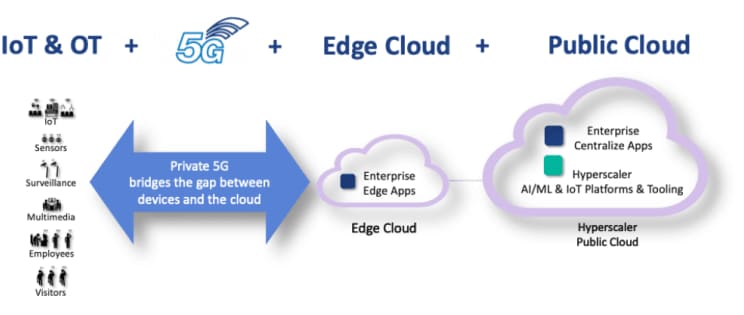 IoT & OT + 5G + Edge Cloud + Public Cloud
IoT
Sensors
Surveillance
Multimedia
Employees
Visitors
Private 5G
bridges the gap between
devices and the cloud
Enterprise
Edge Apps
Edge Cloud
Enterprise
Centralize Apps
Hyperscaler
AI/ML & IoT Platforms & Tooling
Hyperscaler
Public Cloud